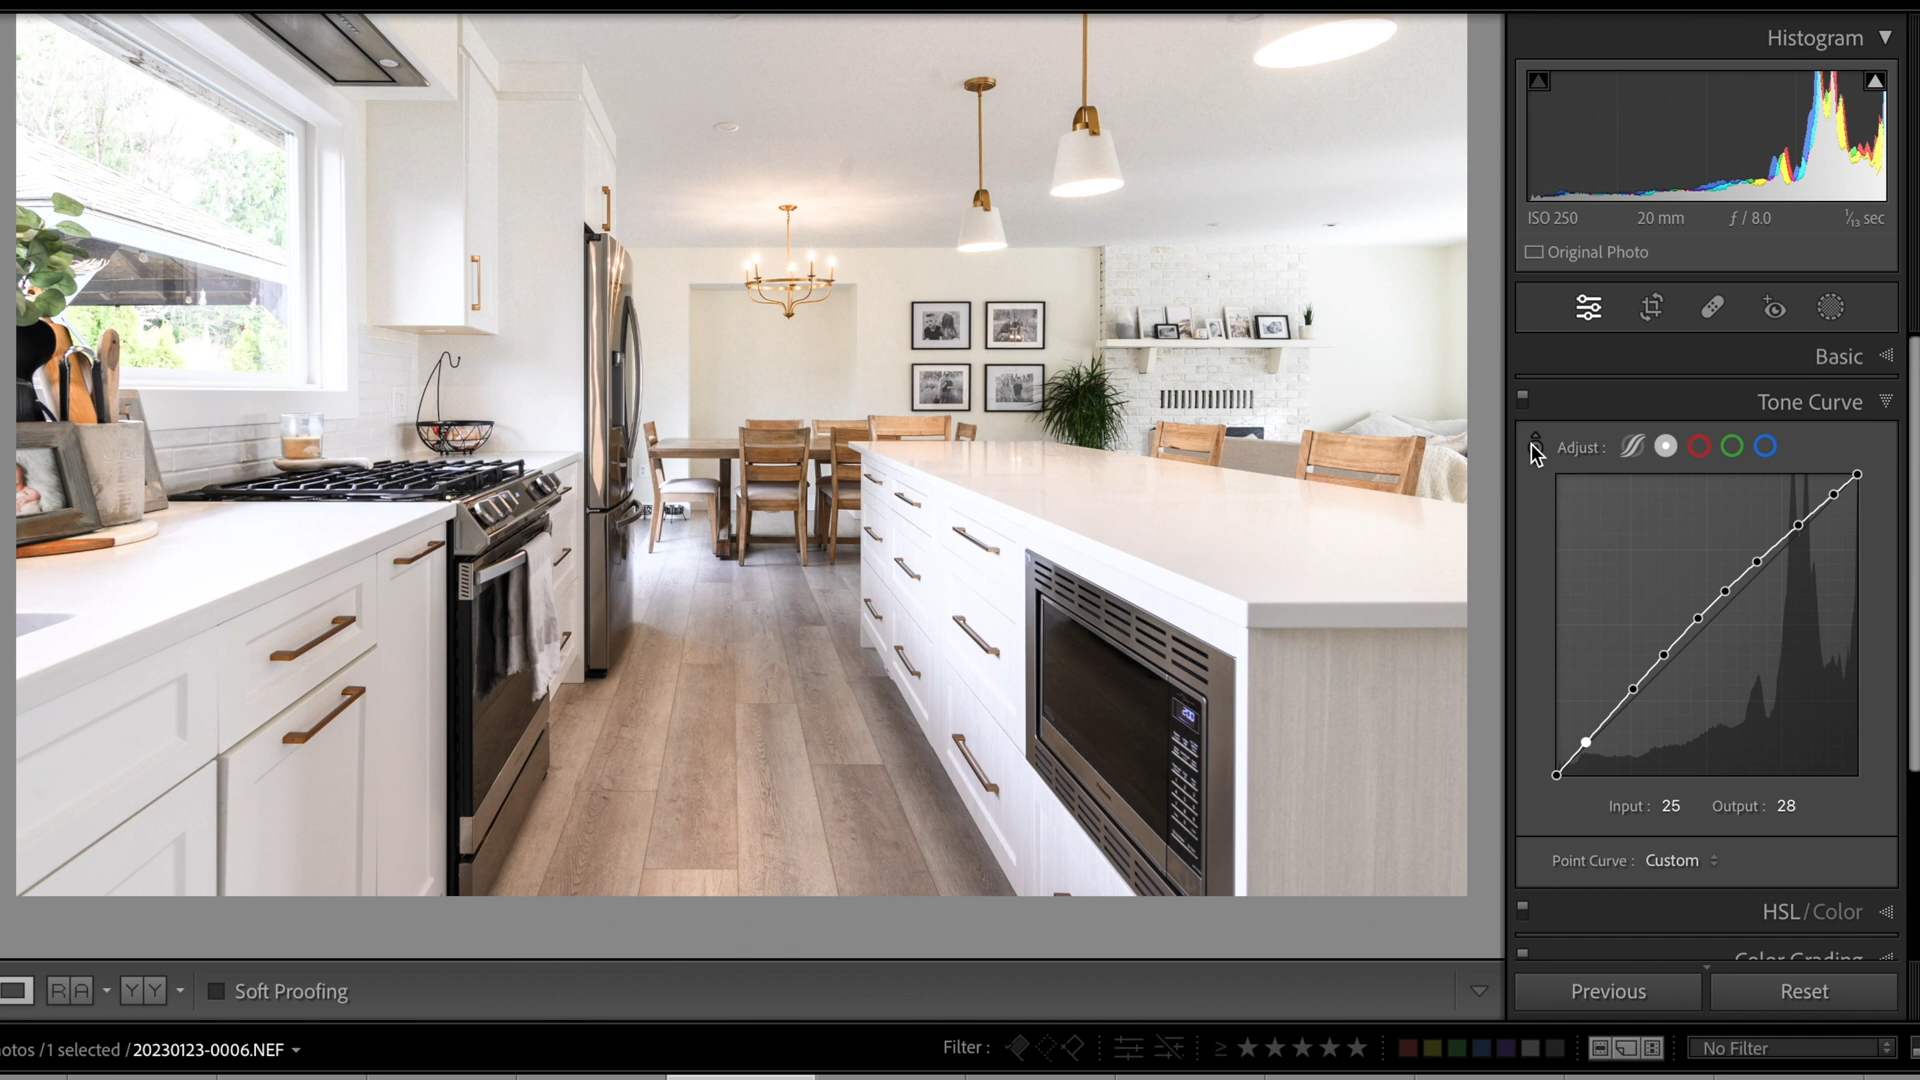 Histogram
ISO 250 20 mm ƒ / 8.0 1/13 sec
Original Photo
Basic
Tone Curve
Adjust :
Input : 25 Output : 28
Point Curve : Custom
HSL / Color
Color Grading
Previous Reset
R A Y Y Soft Proofing
otos / 1 selected / 20230123-0006.NEF
Filter : ≥ ★ ★ ★ ★ ★ No Filter